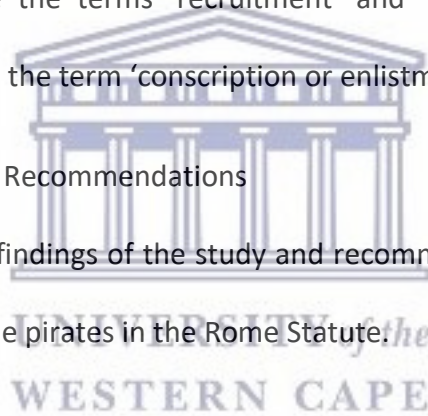 the terms 'recruitment' and
the term 'conscription or enlistm
Recommendations
findings of the study and recomm
e pirates in the Rome Statute.
UNIVERSITY of the
WESTERN CAPE